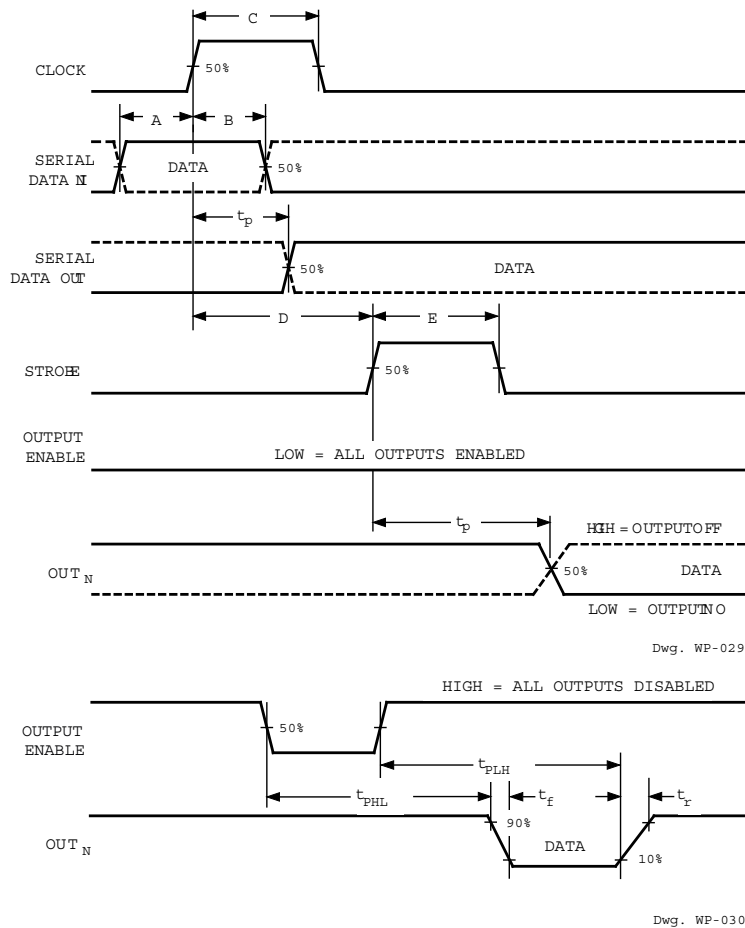 C
CLOCK
50%
A
B
SERIAL
DATA IN
DATA
50%
tp
SERIAL
DATA OUT
50%
DATA
D
E
STROBE
50%
OUTPUT
ENABLE
LOW = ALL OUTPUTS ENABLED
tp
HIGH = OUTPUT OFF
OUT N
50%
DATA
LOW = OUTPUT ON
Dwg. WP-029
HIGH = ALL OUTPUTS DISABLED
OUTPUT
ENABLE
50%
tPLH
tPHL
tf
tr
90%
OUT N
DATA
10%
Dwg. WP-030